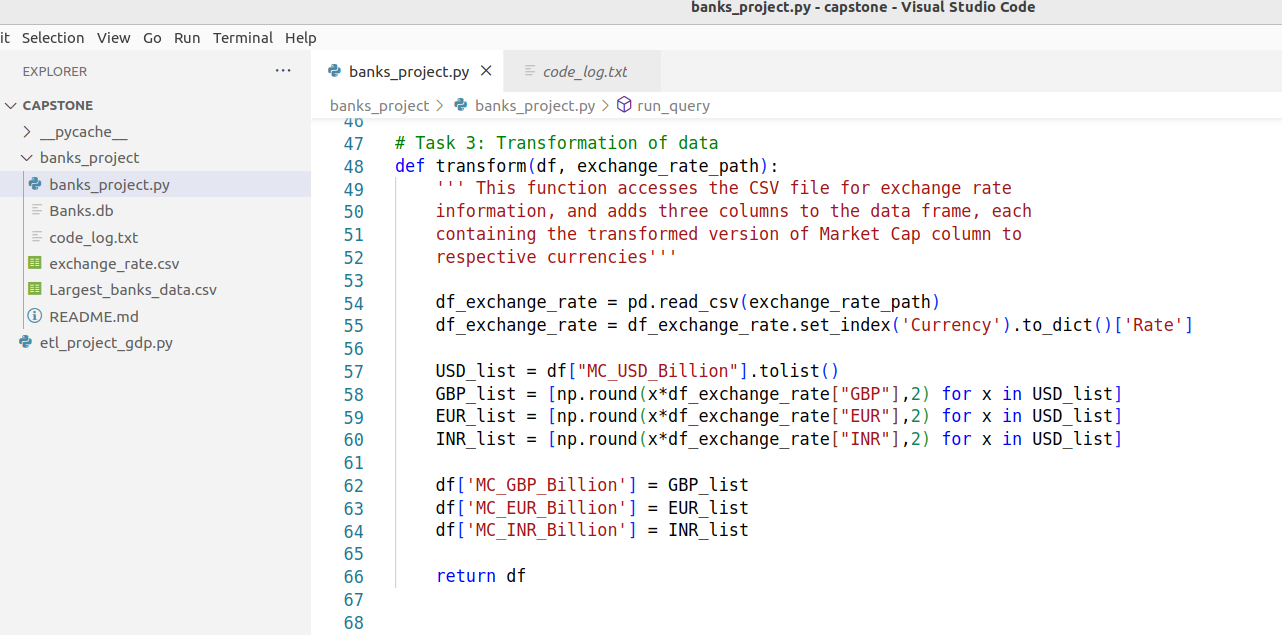 banks_project.py - capstone - Visual Studio Code
it Selection View Go Run Terminal Help
EXPLORER ···
CAPSTONE
__pycache__
banks_project
banks_project.py
Banks.db
code_log.txt
exchange_rate.csv
Largest_banks_data.csv
README.md
etl_project_gdp.py
banks_project.py code_log.txt
banks_project > banks_project.py > run_query
46
47 # Task 3: Transformation of data
48 def transform(df, exchange_rate_path):
49     ''' This function accesses the CSV file for exchange rate
50     information, and adds three columns to the data frame, each
51     containing the transformed version of Market Cap column to
52     respective currencies'''
53
54     df_exchange_rate = pd.read_csv(exchange_rate_path)
55     df_exchange_rate = df_exchange_rate.set_index('Currency').to_dict()['Rate']
56
57     USD_list = df["MC_USD_Billion"].tolist()
58     GBP_list = [np.round(x*df_exchange_rate["GBP"],2) for x in USD_list]
59     EUR_list = [np.round(x*df_exchange_rate["EUR"],2) for x in USD_list]
60     INR_list = [np.round(x*df_exchange_rate["INR"],2) for x in USD_list]
61
62     df['MC_GBP_Billion'] = GBP_list
63     df['MC_EUR_Billion'] = EUR_list
64     df['MC_INR_Billion'] = INR_list
65
66     return df
67
68